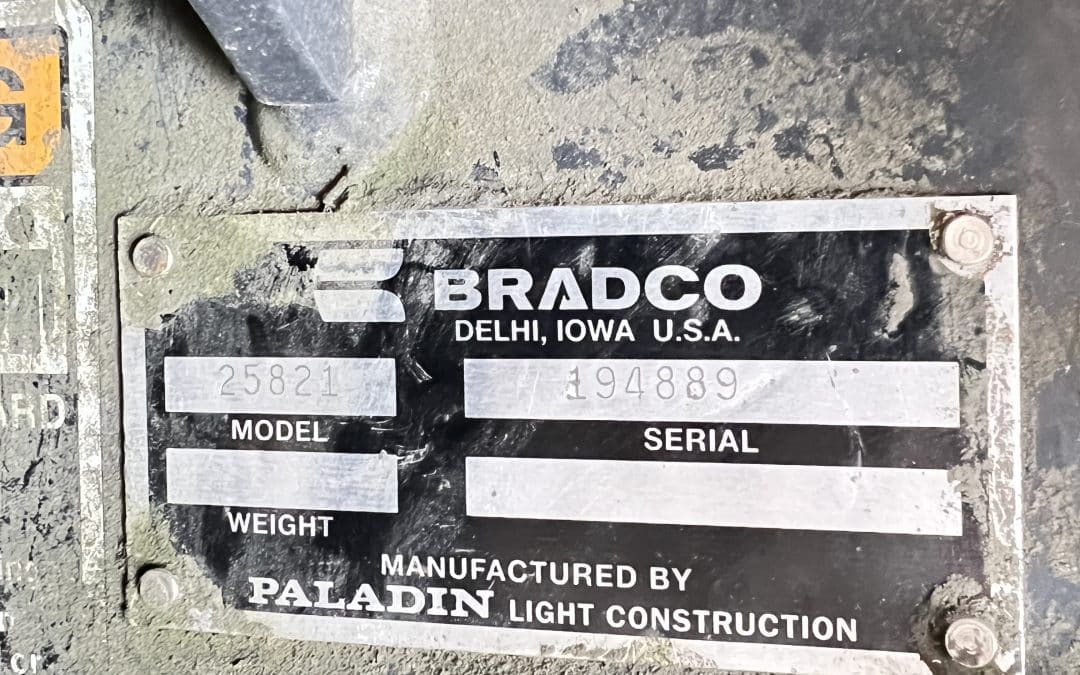 BRADCO
DELHI, IOWA U.S.A.
25821
194889
MODEL
SERIAL
WEIGHT
MANUFACTURED BY
PALADIN LIGHT CONSTRUCTION